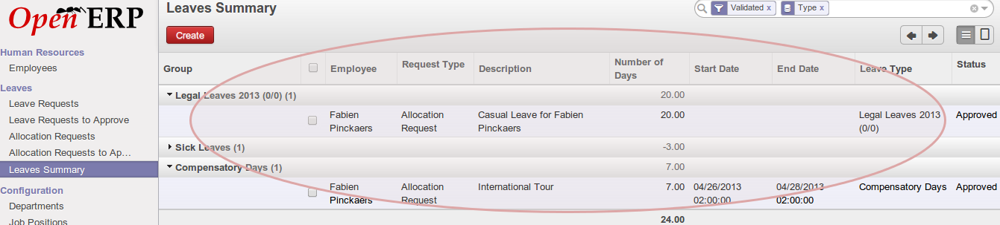 Open ERP
Human Resources
Employees
Leaves
Leave Requests
Leave Requests to Approve
Allocation Requests
Allocation Requests to Ap...
Leaves Summary
Configuration
Departments
Job Positions
Leaves Summary
Validated x Type x
Create
Group Employee Request Type Description Number of Days Start Date End Date Leave Type Status
Legal Leaves 2013 (0/0) (1) 20.00
Fabien Allocation Casual Leave for Fabien 20.00 Legal Leaves 2013 Approved
Pinckaers Request Pinckaers (0/0)
Sick Leaves (1) -3.00
Compensatory Days (1) 7.00
Fabien Allocation International Tour 7.00 04/26/2013 04/28/2013 Compensatory Days Approved
Pinckaers Request 02:00:00 02:00:00
24.00